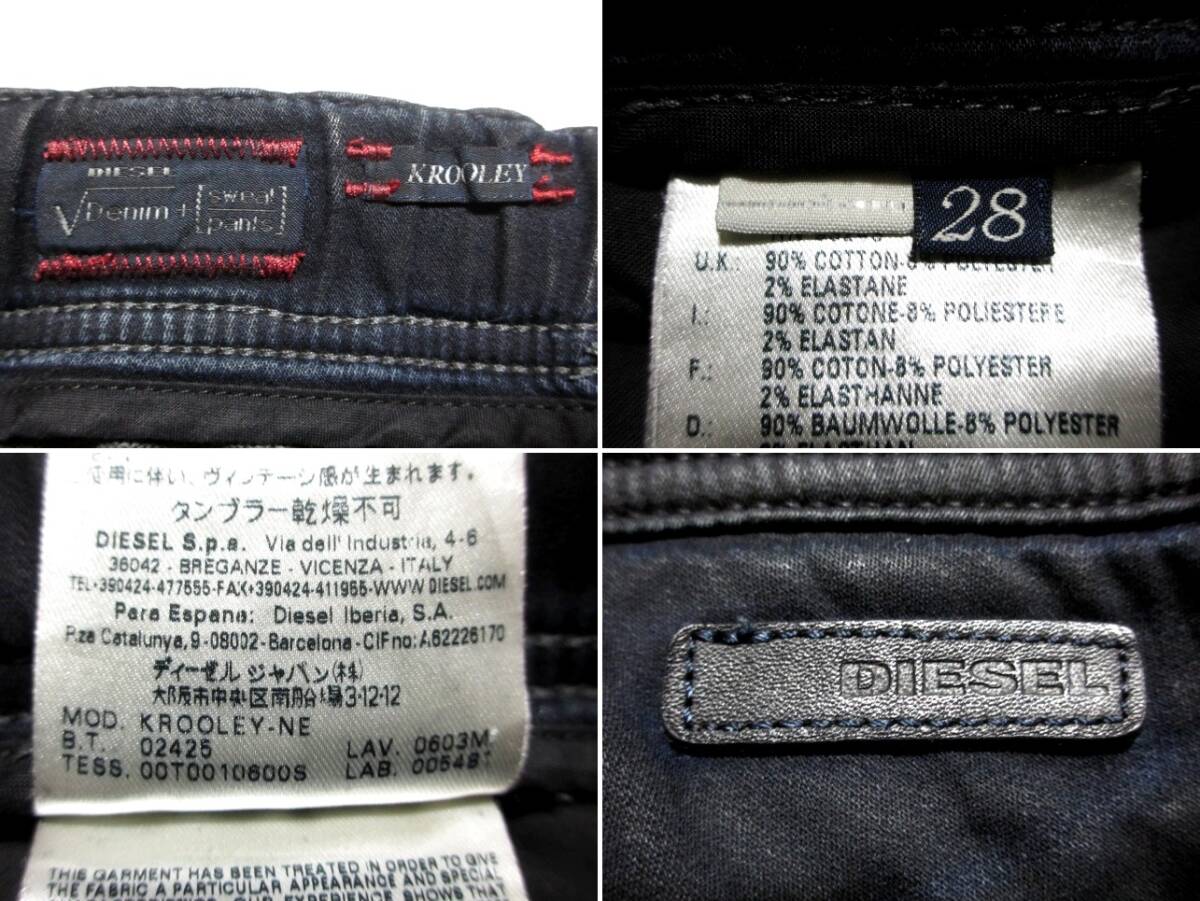 DIESEL
√Denim + [sweat
pants]
KROOLEY
28
U.K.: 90% COTTON-8% POLYESTER
2% ELASTANE
I.: 90% COTONE-8% POLIESTERE
2% ELASTAN
F.: 90% COTON-8% POLYESTER
2% ELASTHANNE
D.: 90% BAUMWOLLE-8% POLYESTER
ELASTHAN
使用に伴い、ヴィンテージ感が生まれます。
タンブラー乾燥不可
DIESEL S.p.a. Via dell' Industria, 4-6
36042 - BREGANZE - VICENZA - ITALY
TEL+390424-477555-FAX+390424-411955-WWW DIESEL.COM
Para Espana: Diesel Iberia, S.A.
P.za Catalunya, 9-08002-Barcelona-CIF no: A62226170
ディーゼル ジャパン(株)
大阪市中央区南船場3-12-12
MOD. KROOLEY-NE
B.T. 02425 LAV. 0603M
TESS. 00T0010600S LAB. 005481
THIS GARMENT HAS BEEN TREATED IN ORDER TO GIVE
THE FABRIC A PARTICULAR APPEARANCE AND SPECIAL
OUR EXPERIENCE SHOWS THAT
DIESEL